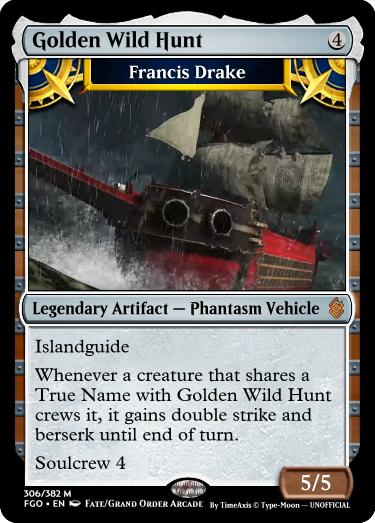 Golden Wild Hunt 4
Francis Drake
Legendary Artifact — Phantasm Vehicle
Islandguide
Whenever a creature that shares a
True Name with Golden Wild Hunt
crews it, it gains double strike and
berserk until end of turn.
Soulcrew 4
5/5
306/382 M
FGO • EN Fate/Grand Order Arcade By TimeAxis © Type-Moon — UNOFFICIAL